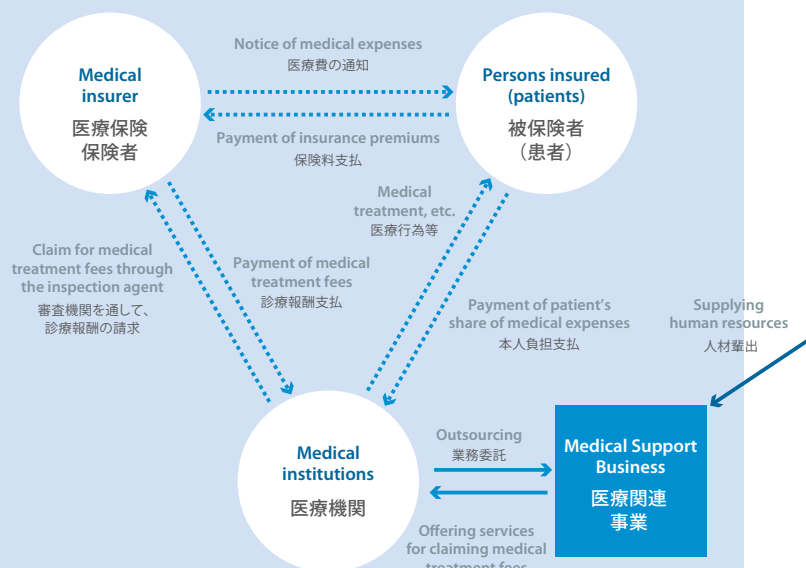 Notice of medical expenses
医療費の通知
Medical
insurer
医療保険
保険者
Persons insured
(patients)
被保険者
（患者）
Payment of insurance premiums
保険料支払
Medical
treatment, etc.
医療行為等
Claim for medical
treatment fees through
the inspection agent
審査機関を通して、
診療報酬の請求
Payment of medical
treatment fees
診療報酬支払
Payment of patient’s
share of medical expenses
本人負担支払
Supplying
human resources
人材輩出
Medical
institutions
医療機関
Outsourcing
業務委託
Medical Support
Business
医療関連
事業
Offering services
for claiming medical
treatment fees